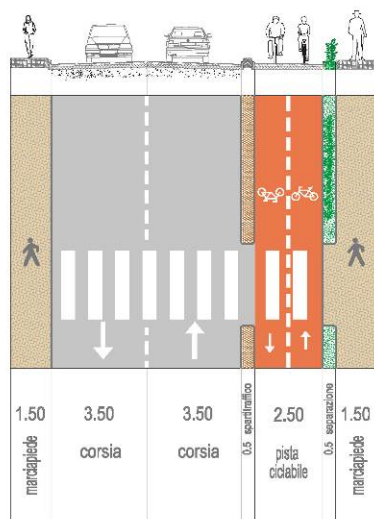 1.50
marciapiede
3.50
corsia
3.50
corsia
0.5 spartitraffico
2.50
pista
ciclabile
0.5 separazione
1.50
marciapiede